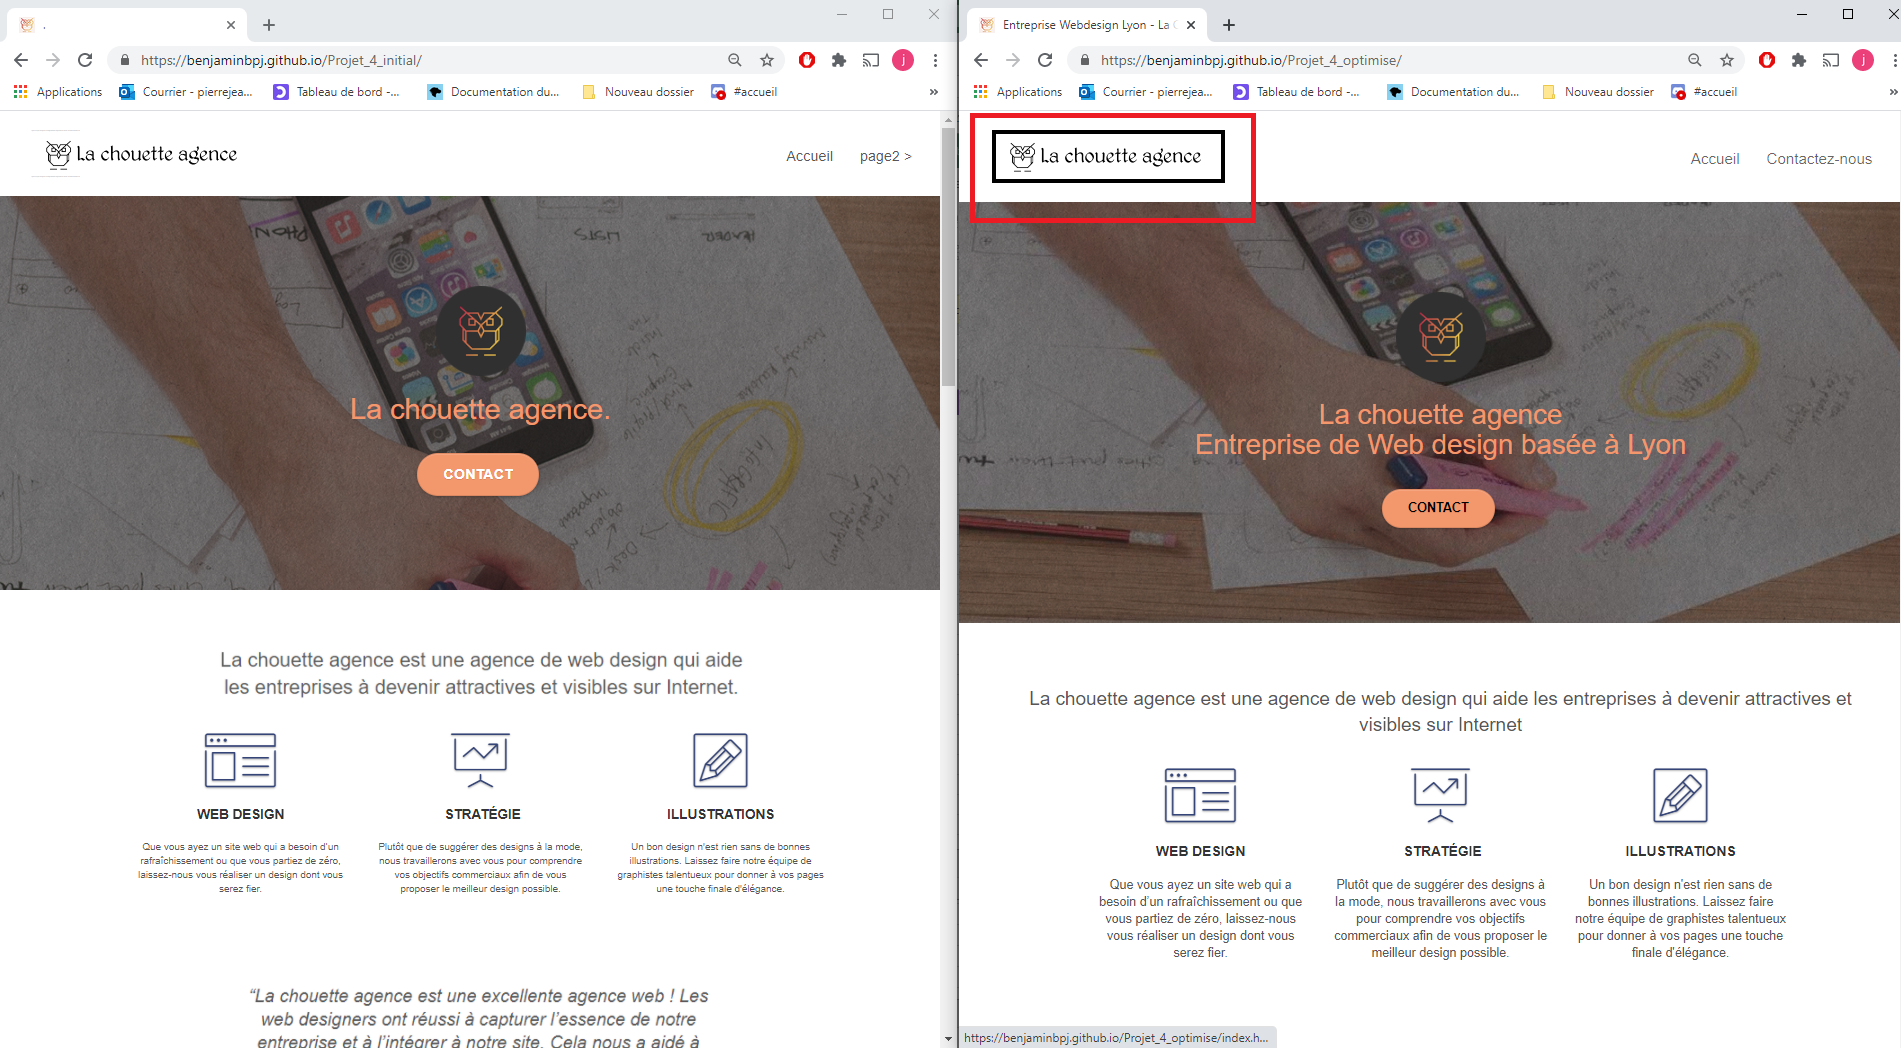 .
https://benjaminbpj.github.io/Projet_4_initial/
j
Applications
Courrier - pierrejea...
Tableau de bord -...
Documentation du...
Nouveau dossier
#accueil
»
La chouette agence
Accueil
page2 >
La chouette agence.
CONTACT
La chouette agence est une agence de web design qui aide
les entreprises à devenir attractives et visibles sur Internet.
WEB DESIGN
Que vous ayez un site web qui a besoin d'un
rafraîchissement ou que vous partiez de zéro,
laissez-nous vous réaliser un design dont vous
serez fier.
STRATÉGIE
Plutôt que de suggérer des designs à la mode,
nous travaillerons avec vous pour comprendre
vos objectifs commerciaux afin de vous
proposer le meilleur design possible.
ILLUSTRATIONS
Un bon design n'est rien sans de bonnes
illustrations. Laissez faire notre équipe de
graphistes talentueux pour donner à vos pages
une touche finale d'élégance.
“La chouette agence est une excellente agence web ! Les
web designers ont réussi à capturer l'essence de notre
entreprise et à l'intégrer à notre site. Cela nous a aidé à
Entreprise Webdesign Lyon - La C
https://benjaminbpj.github.io/Projet_4_optimise/
j
Applications
Courrier - pierrejea...
Tableau de bord -...
Documentation du...
Nouveau dossier
#accueil
»
La chouette agence
Accueil
Contactez-nous
HEADER
LISTS
La chouette agence
Entreprise de Web design basée à Lyon
CONTACT
La chouette agence est une agence de web design qui aide les entreprises à devenir attractives et
visibles sur Internet
WEB DESIGN
Que vous ayez un site web qui a
besoin d'un rafraîchissement ou que
vous partiez de zéro, laissez-nous
vous réaliser un design dont vous
serez fier.
STRATÉGIE
Plutôt que de suggérer des designs à
la mode, nous travaillerons avec vous
pour comprendre vos objectifs
commerciaux afin de vous proposer le
meilleur design possible.
ILLUSTRATIONS
Un bon design n'est rien sans de
bonnes illustrations. Laissez faire
notre équipe de graphistes talentueux
pour donner à vos pages une touche
finale d'élégance.
https://benjaminbpj.github.io/Projet_4_optimise/index.h...